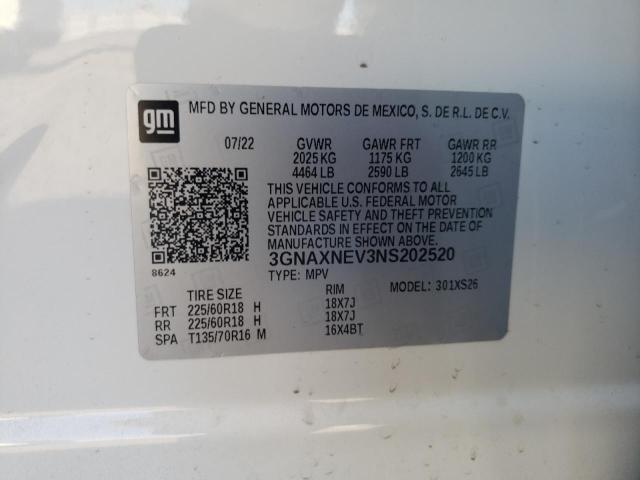 gm
MFD BY GENERAL MOTORS DE MEXICO, S. DE R.L. DE C.V.
07/22 GVWR GAWR FRT GAWR RR
2025 KG 1175 KG 1200 KG
4464 LB 2590 LB 2645 LB
THIS VEHICLE CONFORMS TO ALL
APPLICABLE U.S. FEDERAL MOTOR
VEHICLE SAFETY AND THEFT PREVENTION
STANDARDS IN EFFECT ON THE DATE OF
MANUFACTURE SHOWN ABOVE.
3GNAXNEV3NS202520
8624
TYPE: MPV MODEL: 301XS26
TIRE SIZE RIM
FRT 225/60R18 H 18X7J
RR 225/60R18 H 18X7J
SPA T135/70R16 M 16X4BT